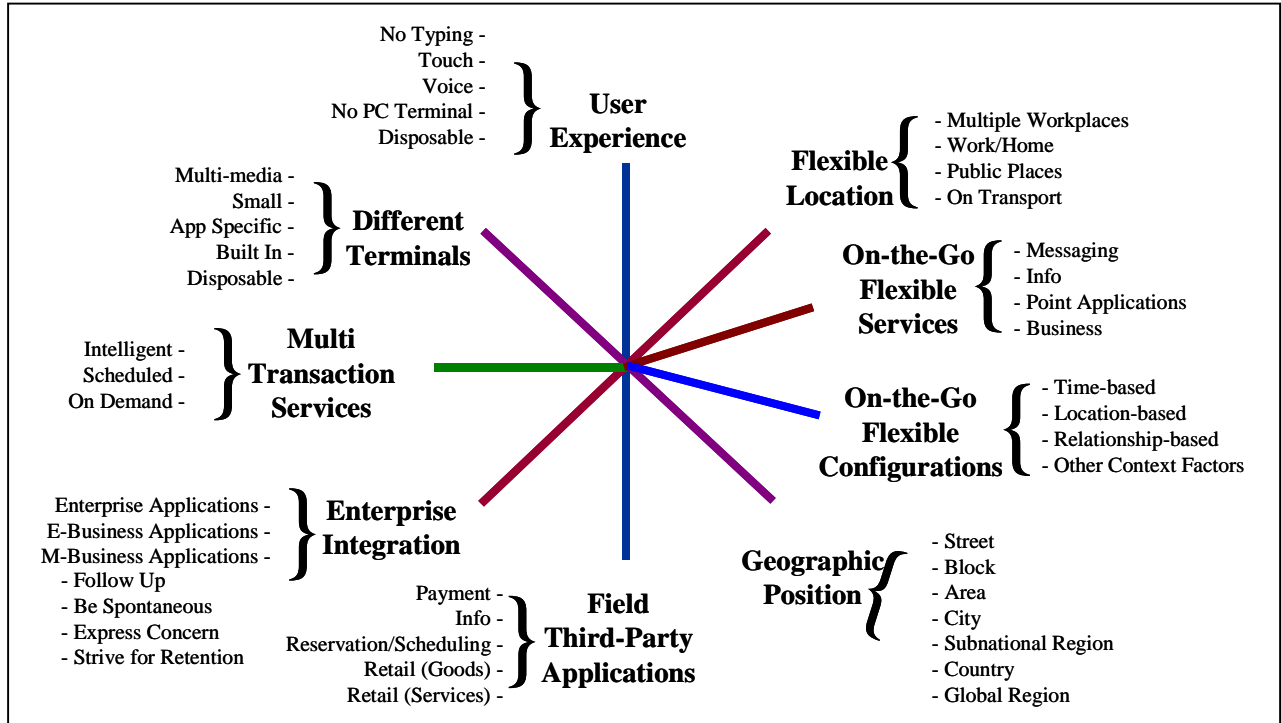 No Typing -
Touch -
Voice -
No PC Terminal -
Disposable -
User
Experience
Flexible
Location
- Multiple Workplaces
- Work/Home
- Public Places
- On Transport
Multi-media -
Small -
App Specific -
Built In -
Disposable -
Different
Terminals
On-the-Go
Flexible
Services
- Messaging
- Info
- Point Applications
- Business
Intelligent -
Scheduled -
On Demand -
Multi
Transaction
Services
On-the-Go
Flexible
Configurations
- Time-based
- Location-based
- Relationship-based
- Other Context Factors
Enterprise Applications -
E-Business Applications -
M-Business Applications -
- Follow Up
- Be Spontaneous
- Express Concern
- Strive for Retention
Enterprise
Integration
Payment -
Info -
Reservation/Scheduling -
Retail (Goods) -
Retail (Services) -
Field
Third-Party
Applications
Geographic
Position
- Street
- Block
- Area
- City
- Subnational Region
- Country
- Global Region